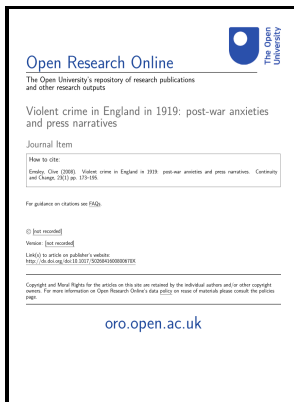 The Open
University
Open Research Online
The Open University's repository of research publications
and other research outputs
Violent crime in England in 1919: post-war anxieties
and press narratives
Journal Item
How to cite:
Emsley, Clive (2008). Violent crime in England in 1919: post-war anxieties and press narratives. Continuity
and Change, 23(1) pp. 173–195.
For guidance on citations see FAQs.
© [not recorded]
Version: [not recorded]
Link(s) to article on publisher's website:
http://dx.doi.org/doi:10.1017/S026841600800670X
Copyright and Moral Rights for the articles on this site are retained by the individual authors and/or other copyright
owners. For more information on Open Research Online's data policy on reuse of materials please consult the policies
page.
oro.open.ac.uk